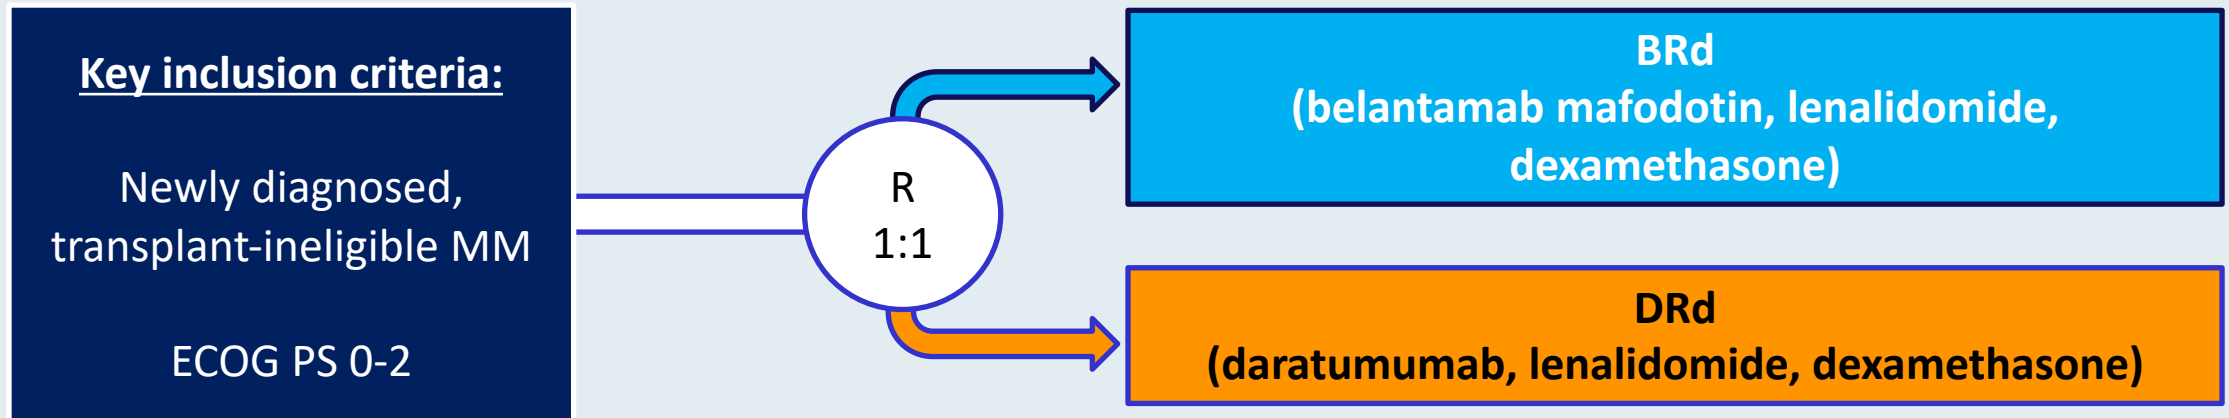 Key inclusion criteria:
Newly diagnosed,
transplant-ineligible MM
ECOG PS 0-2
R
1:1
BRd
(belantamab mafodotin, lenalidomide,
dexamethasone)
DRd
(daratumumab, lenalidomide, dexamethasone)